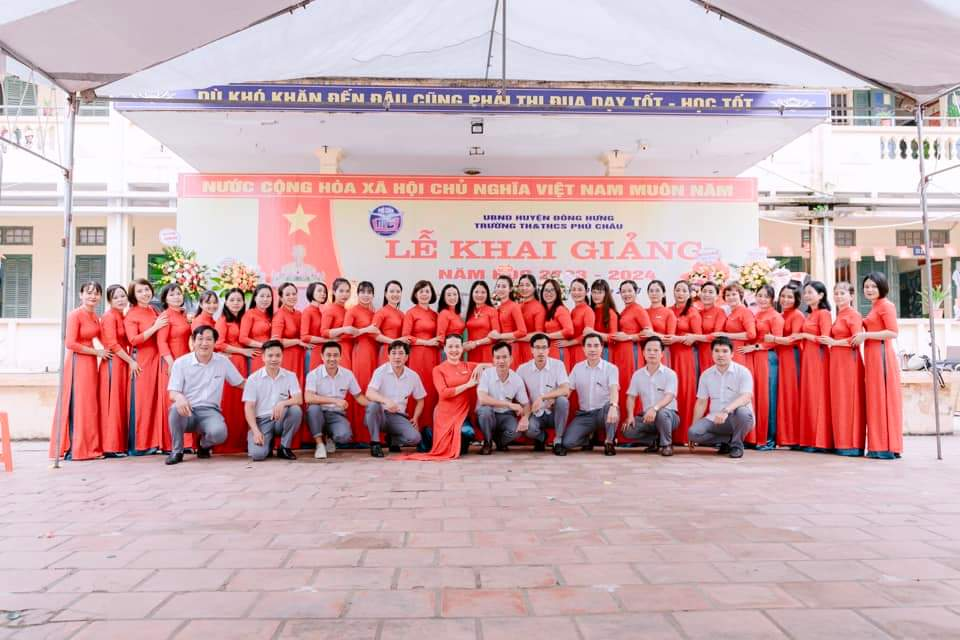 DÙ KHÓ KHĂN ĐẾN ĐÂU CŨNG PHẢI THI ĐUA DẠY TỐT - HỌC TỐT
NƯỚC CỘNG HÒA XÃ HỘI CHỦ NGHĨA VIỆT NAM MUÔN NĂM
UBND HUYỆN ĐÔNG HƯNG
TRƯỜNG TH&THCS PHÚ CHÂU
LỄ KHAI GIẢNG
NĂM HỌC 2023 - 2024